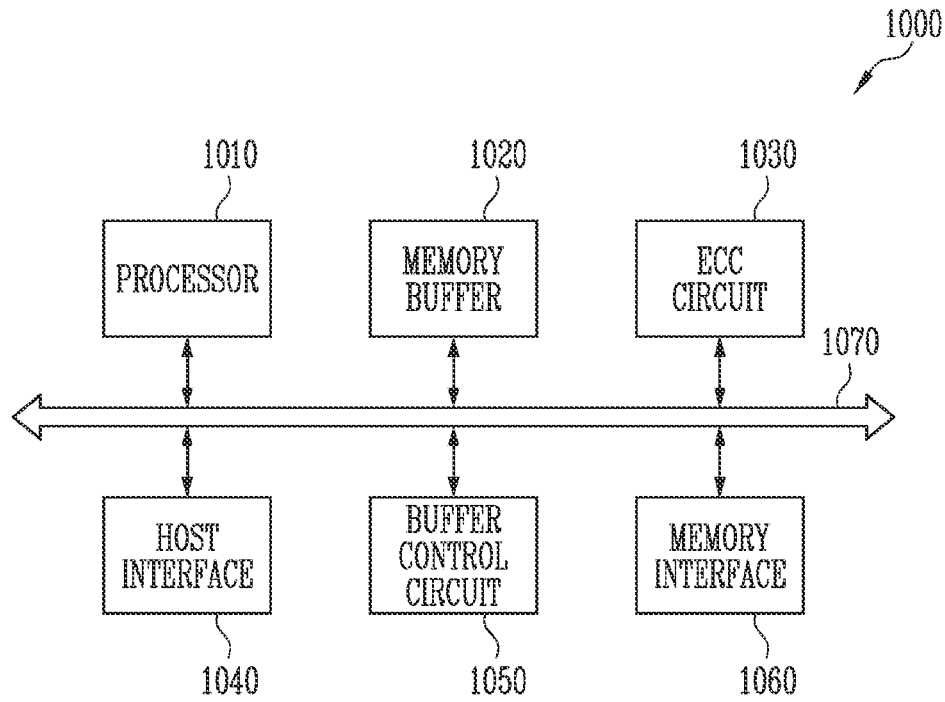 1000
1010
1020
1030
PROCESSOR
MEMORY
BUFFER
ECC
CIRCUIT
1070
HOST
INTERFACE
BUFFER
CONTROL
CIRCUIT
MEMORY
INTERFACE
1040
1050
1060